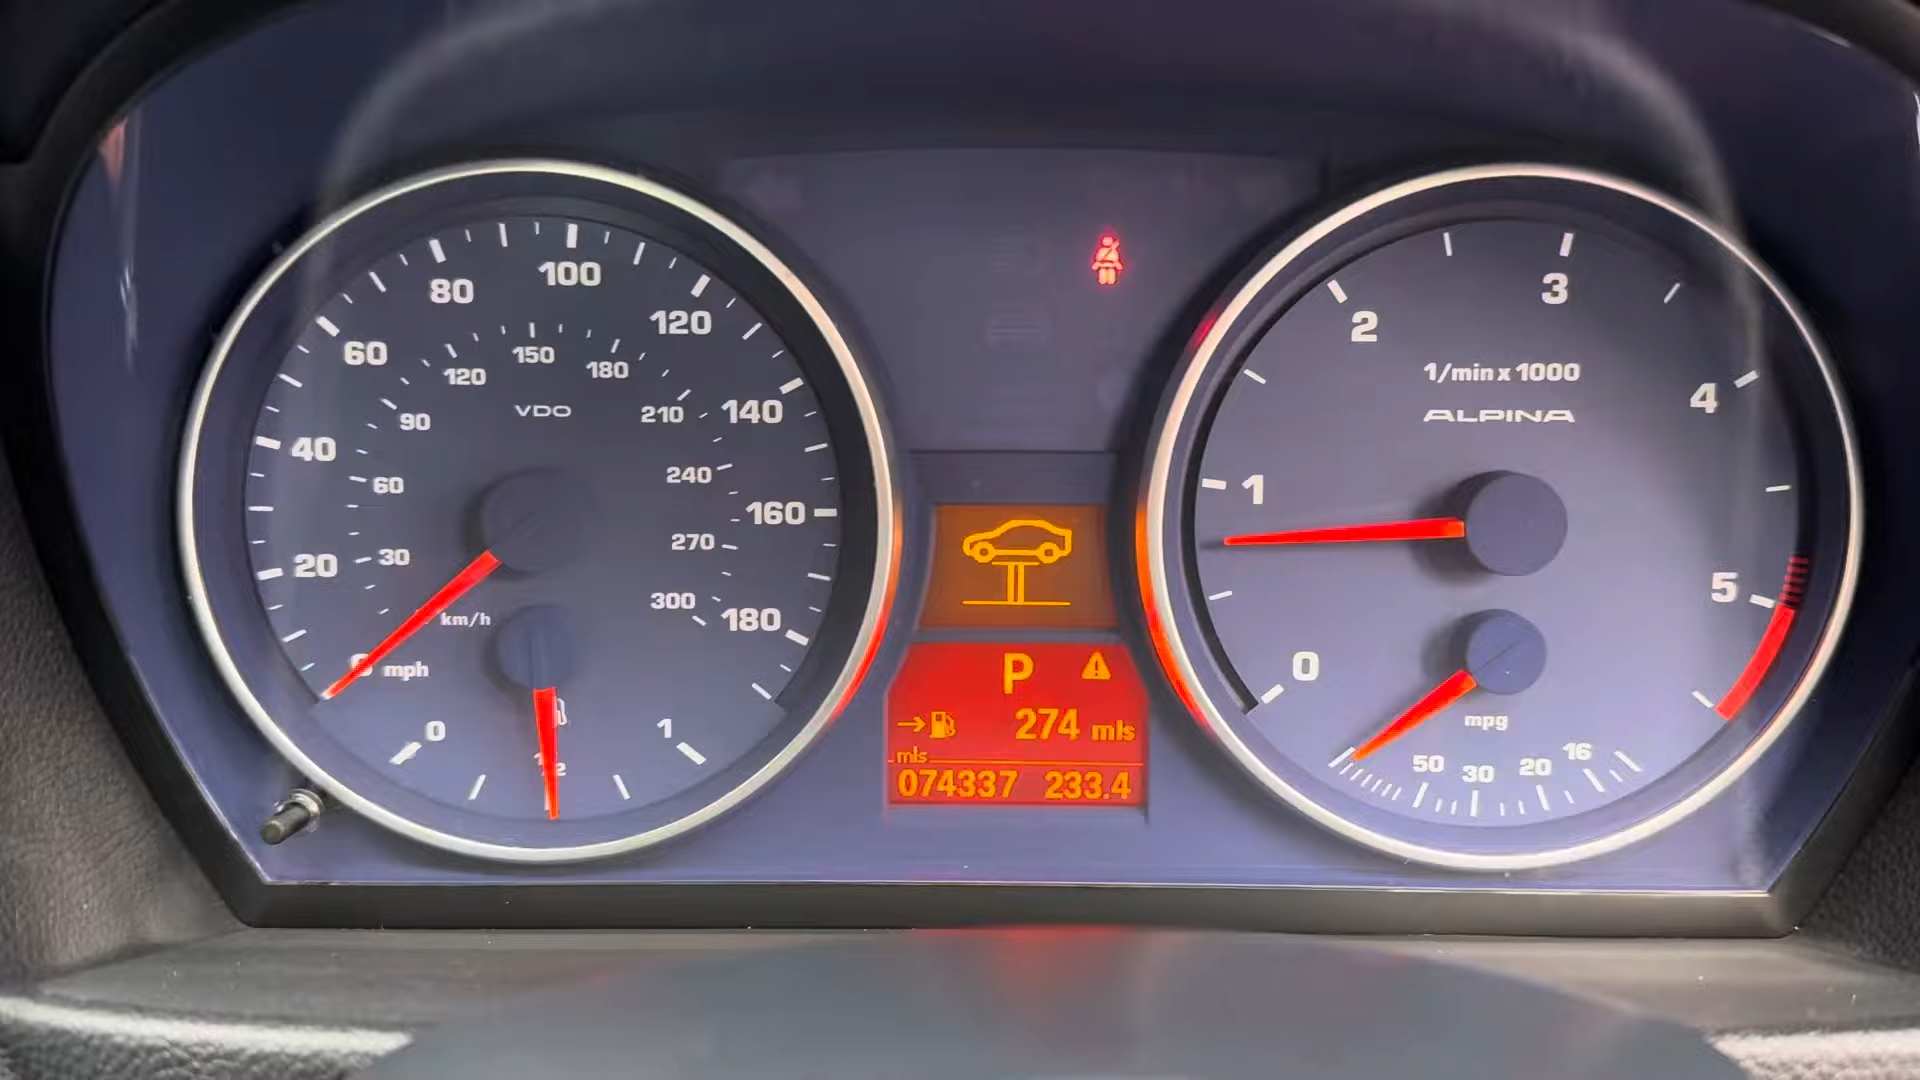 20
40
60
80
100
120
140
160
180
30
60
90
120
150
180
210
240
270
300
VDO
km/h
mph
0
1
P
274 mls
mls
074337 233.4
0
1
2
3
4
5
1/min x 1000
ALPINA
mpg
50 30 20 16